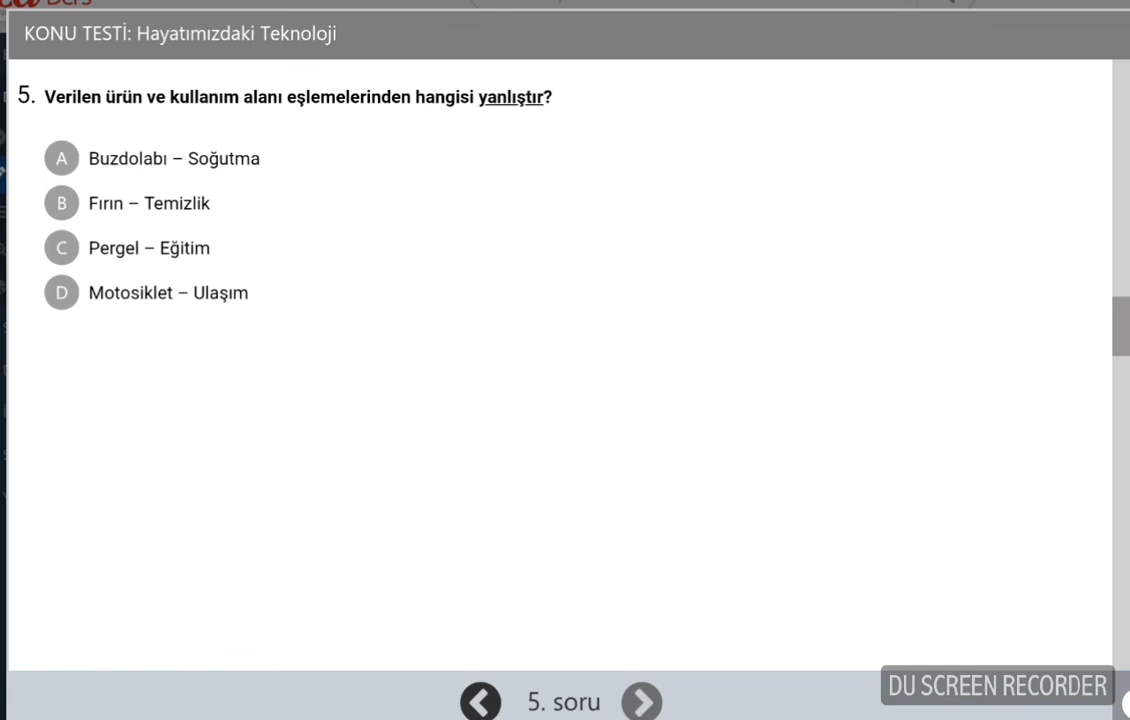 KONU TESTİ: Hayatımızdaki Teknoloji
5. Verilen ürün ve kullanım alanı eşlemelerinden hangisi yanlıştır?
A Buzdolabı – Soğutma
B Fırın – Temizlik
C Pergel – Eğitim
D Motosiklet – Ulaşım
5. soru
DU SCREEN RECORDER